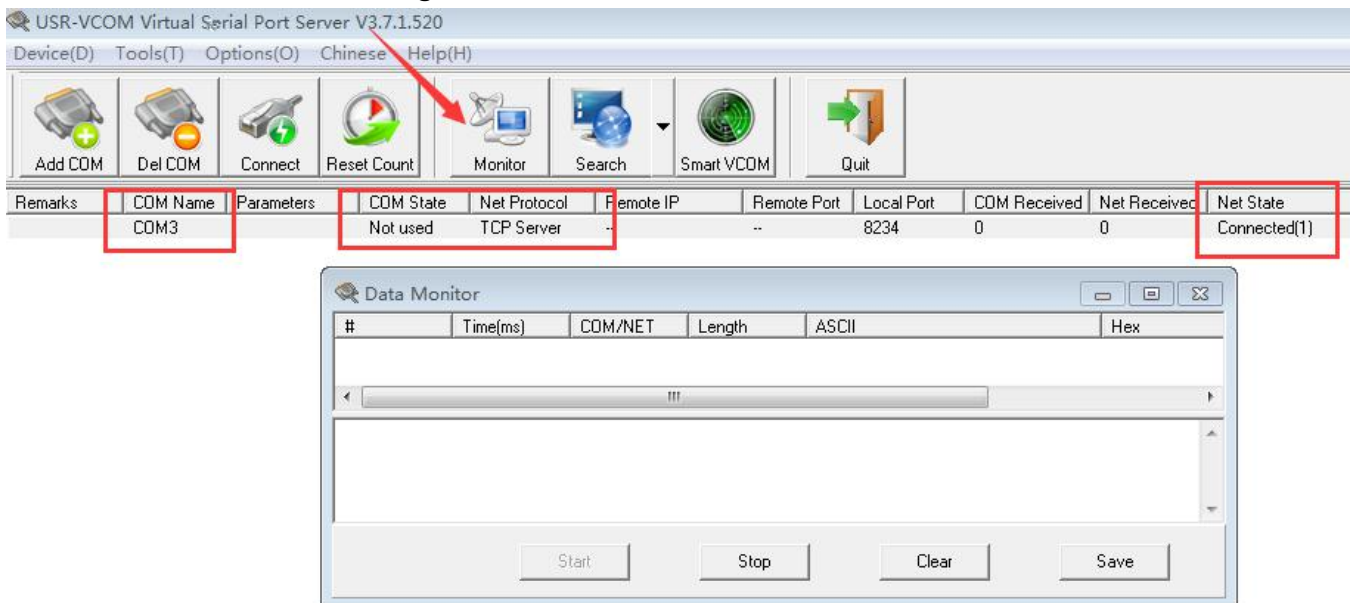 USR-VCOM Virtual Serial Port Server V3.7.1.520
Device(D) Tools(T) Options(O) Chinese Help(H)
Add COM Del COM Connect Reset Count Monitor Search Smart VCOM Quit
Remarks COM Name Parameters COM State Net Protocol Remote IP Remote Port Local Port COM Received Net Received Net State
COM3 Not used TCP Server -- -- 8234 0 0 Connected(1)
Data Monitor
# Time(ms) COM/NET Length ASCII Hex
Start Stop Clear Save